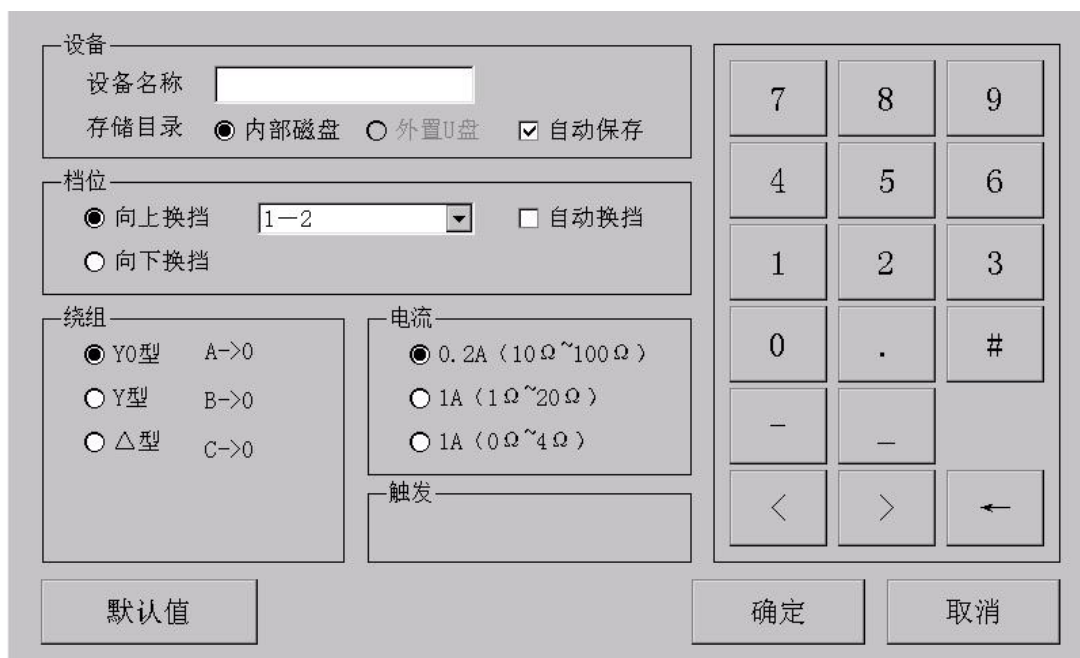 设备
设备名称
存储目录 内部磁盘 外置U盘 自动保存
档位
向上换挡 1—2 自动换挡
向下换挡
绕组
Y0型 A->0
Y型 B->0
△型 C->0
电流
0.2A（10Ω~100Ω）
1A（1Ω~20Ω）
1A（0Ω~4Ω）
触发
7 8 9
4 5 6
1 2 3
0 . #
- _
< > ←
默认值 确定 取消